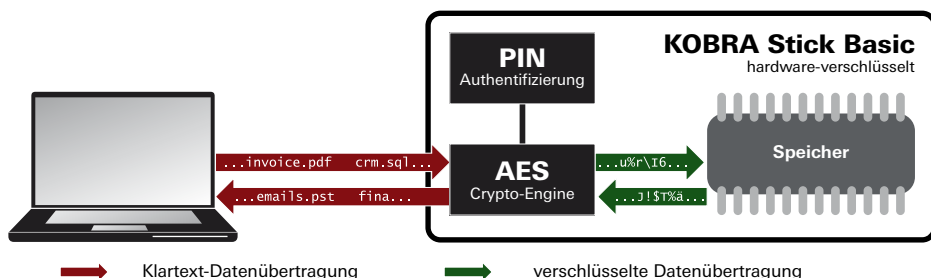 KOBRA Stick Basic
hardware-verschlüsselt
PIN
Authentifizierung
...invoice.pdf crm.sql...
AES
Crypto-Engine
...u%r\I6...
Speicher
...emails.pst fina...
...J!$T%ä...
Klartext-Datenübertragung
verschlüsselte Datenübertragung